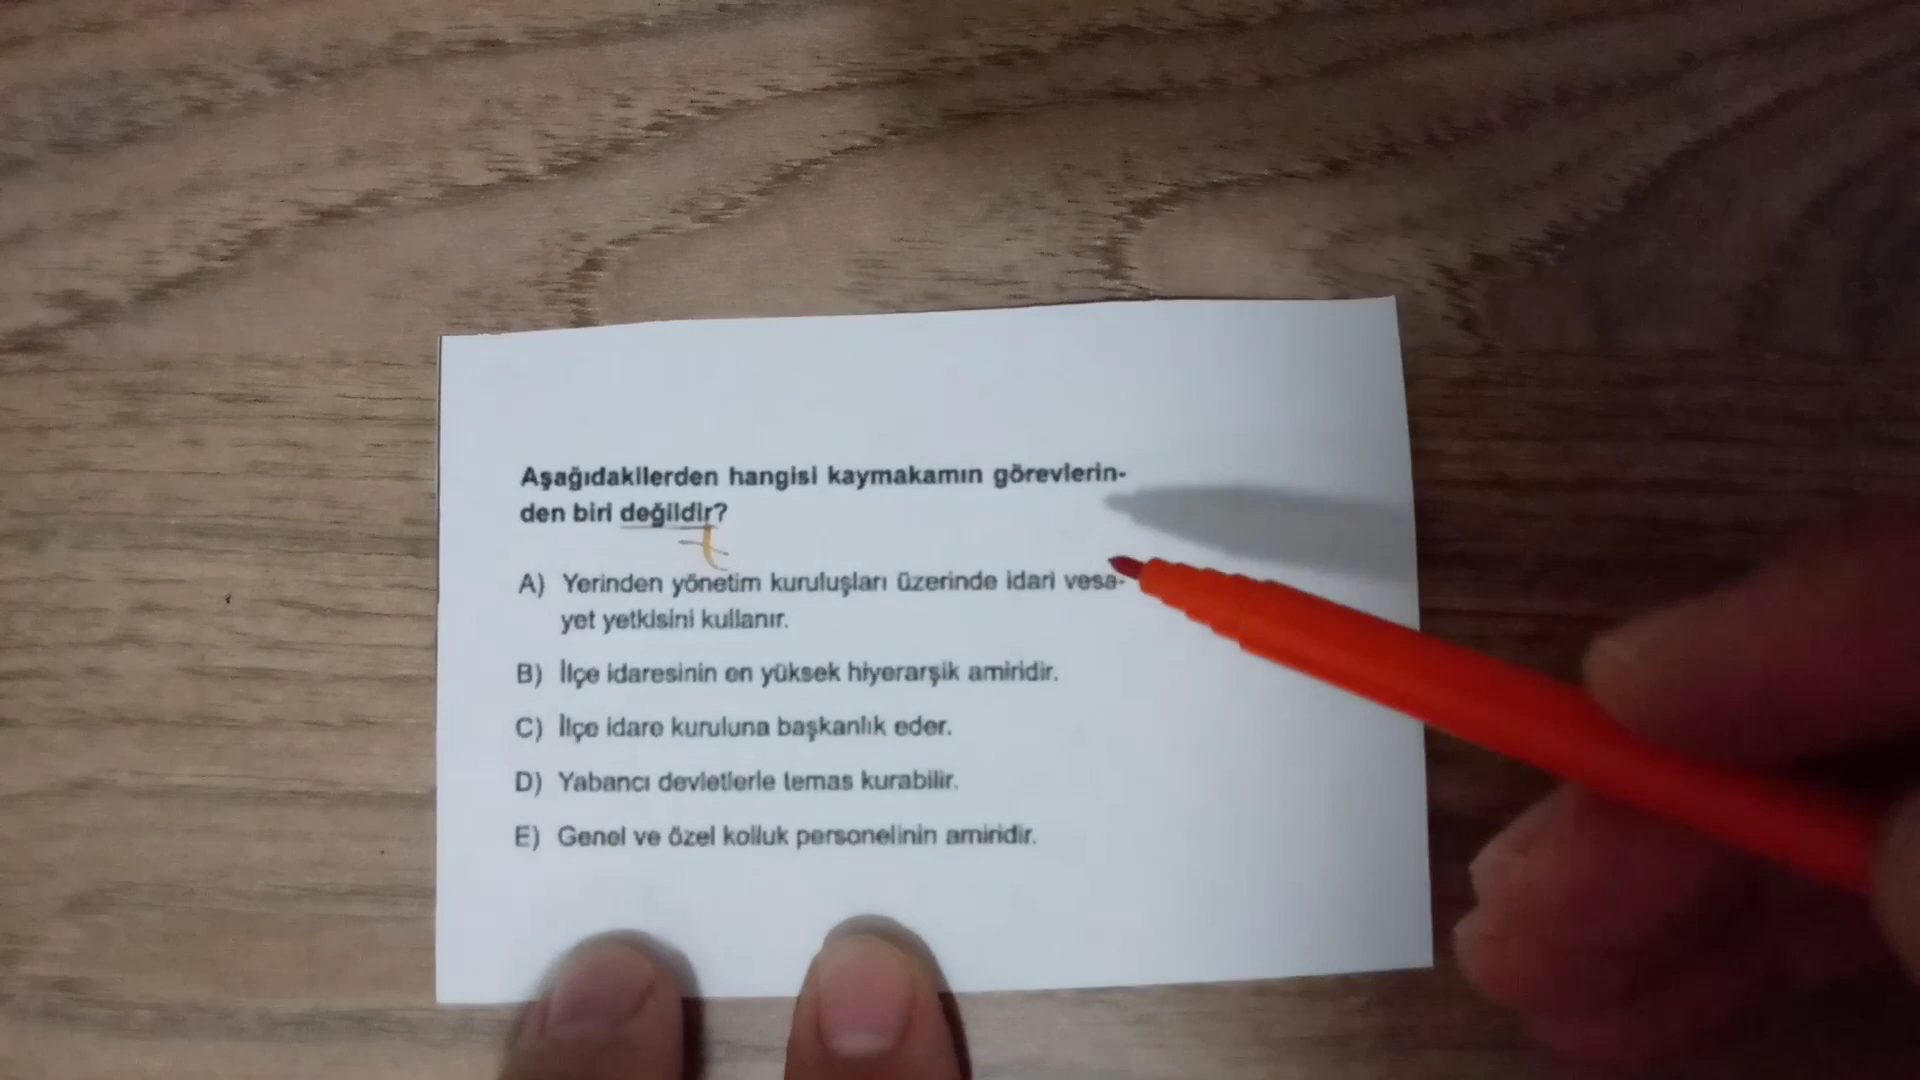 Aşağıdakilerden hangisi kaymakamın görevlerin-
den biri değildir?
A) Yerinden yönetim kuruluşları üzerinde idari vesa-
yet yetkisini kullanır.
B) İlçe idaresinin en yüksek hiyerarşik amiridir.
C) İlçe idare kuruluna başkanlık eder.
D) Yabancı devletlerle temas kurabilir.
E) Genel ve özel kolluk personelinin amiridir.